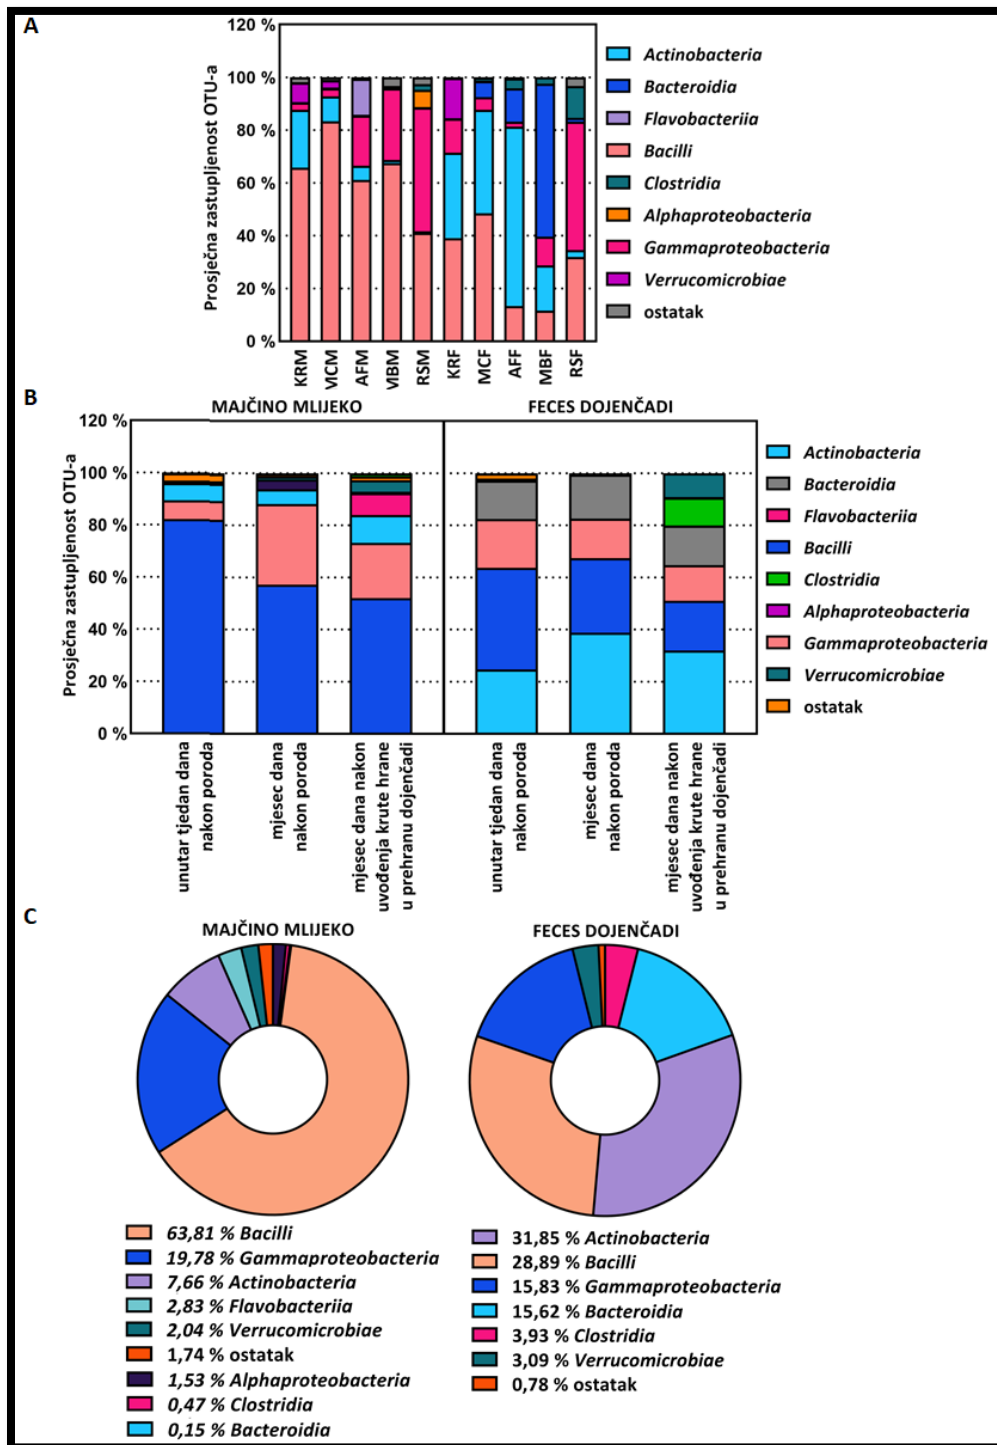 A
Prosječna zastupljenost OTU-a
120 %
100 %
80 %
60 %
40 %
20 %
0 %
KRM
MCM
AFM
MBM
RSM
KRF
MCF
AFF
MBF
RSF
Actinobacteria
Bacteroidia
Flavobacteriia
Bacilli
Clostridia
Alphaproteobacteria
Gammaproteobacteria
Verrucomicrobiae
ostatak
B
MAJČINO MLIJEKO
FECES DOJENČADI
Prosječna zastupljenost OTU-a
120 %
100 %
80 %
60 %
40 %
20 %
0 %
unutar tjedan dana
nakon poroda
mjesec dana
nakon poroda
mjesec dana nakon
uvođenja krute hrane
u prehranu dojenčadi
unutar tjedan dana
nakon poroda
mjesec dana
nakon poroda
mjesec dana nakon
uvođenja krute hrane
u prehranu dojenčadi
Actinobacteria
Bacteroidia
Flavobacteriia
Bacilli
Clostridia
Alphaproteobacteria
Gammaproteobacteria
Verrucomicrobiae
ostatak
C
MAJČINO MLIJEKO
63,81 % Bacilli
19,78 % Gammaproteobacteria
7,66 % Actinobacteria
2,83 % Flavobacteriia
2,04 % Verrucomicrobiae
1,74 % ostatak
1,53 % Alphaproteobacteria
0,47 % Clostridia
0,15 % Bacteroidia
FECES DOJENČADI
31,85 % Actinobacteria
28,89 % Bacilli
15,83 % Gammaproteobacteria
15,62 % Bacteroidia
3,93 % Clostridia
3,09 % Verrucomicrobiae
0,78 % ostatak